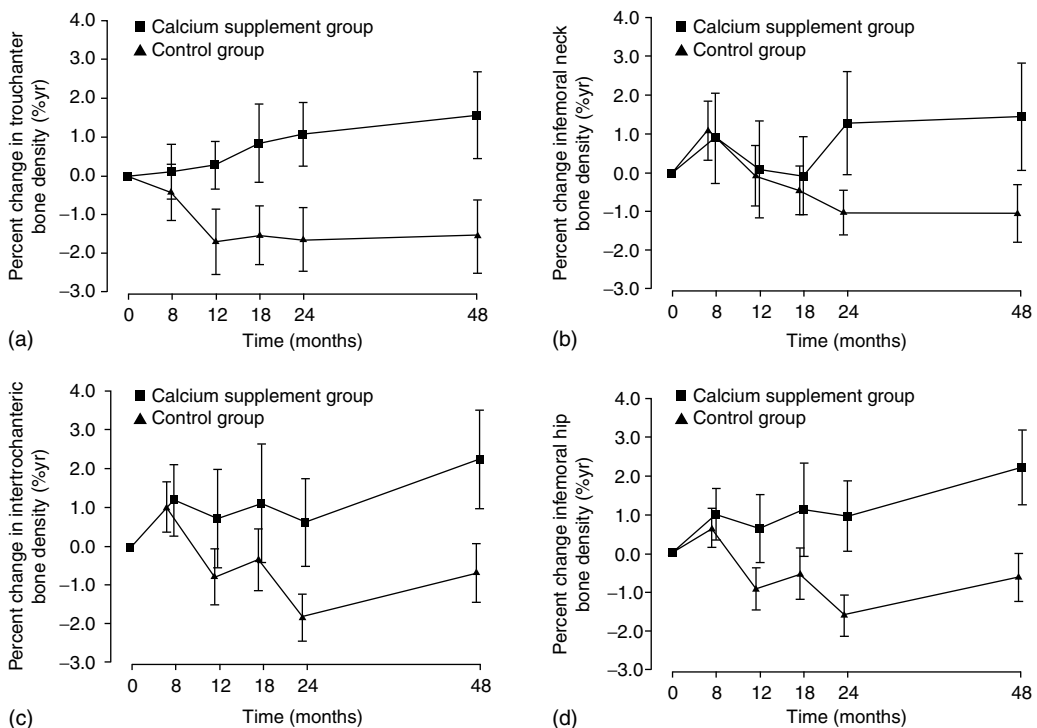 4.0
3.0
2.0
1.0
0.0
–1.0
–2.0
–3.0
Percent change in trouchanter
bone density (%yr)
Calcium supplement group
Control group
0 8 12 18 24 48
Time (months)
(a)
4.0
3.0
2.0
1.0
0.0
–1.0
–2.0
–3.0
Percent change infemoral neck
bone density (%yr)
Calcium supplement group
Control group
0 8 12 18 24 48
Time (months)
(b)
4.0
3.0
2.0
1.0
0.0
–1.0
–2.0
–3.0
Percent change in intertrochanteric
bone density (%yr)
Calcium supplement group
Control group
0 8 12 18 24 48
Time (months)
(c)
4.0
3.0
2.0
1.0
0.0
–1.0
–2.0
–3.0
Percent change infemoral hip
bone density (%yr)
Calcium supplement group
Control group
0 8 12 18 24 48
Time (months)
(d)